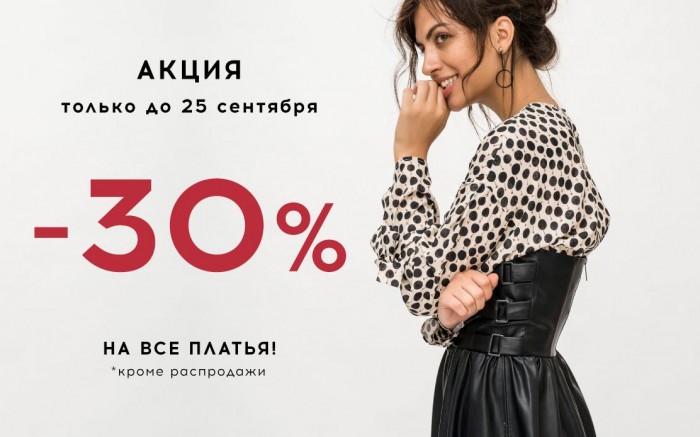 АКЦИЯ
только до 25 сентября
-30%
НА ВСЕ ПЛАТЬЯ!
*кроме распродажи